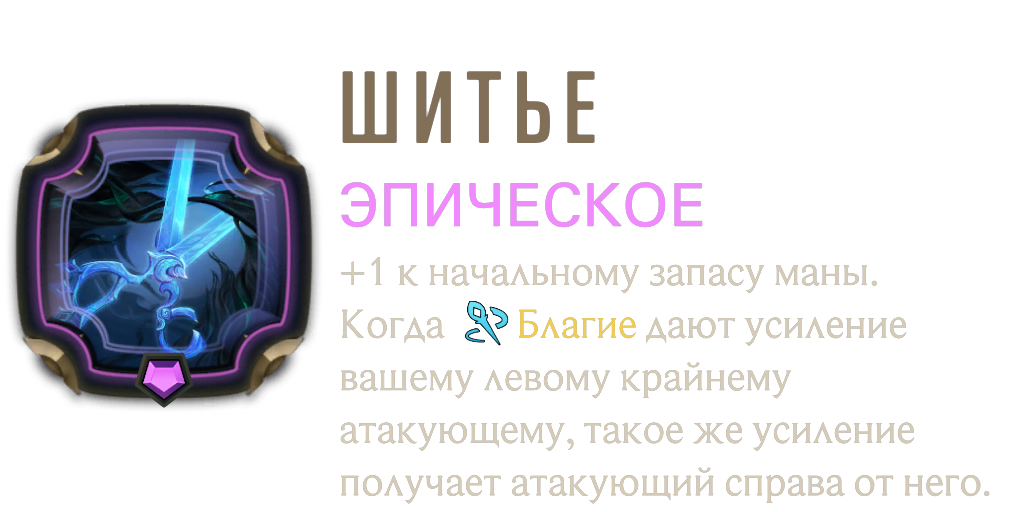 ШИТЬЕ
ЭПИЧЕСКОЕ
+1 к начальному запасу маны.
Когда Благие дают усиление
вашему левому крайнему
атакующему, такое же усиление
получает атакующий справа от него.